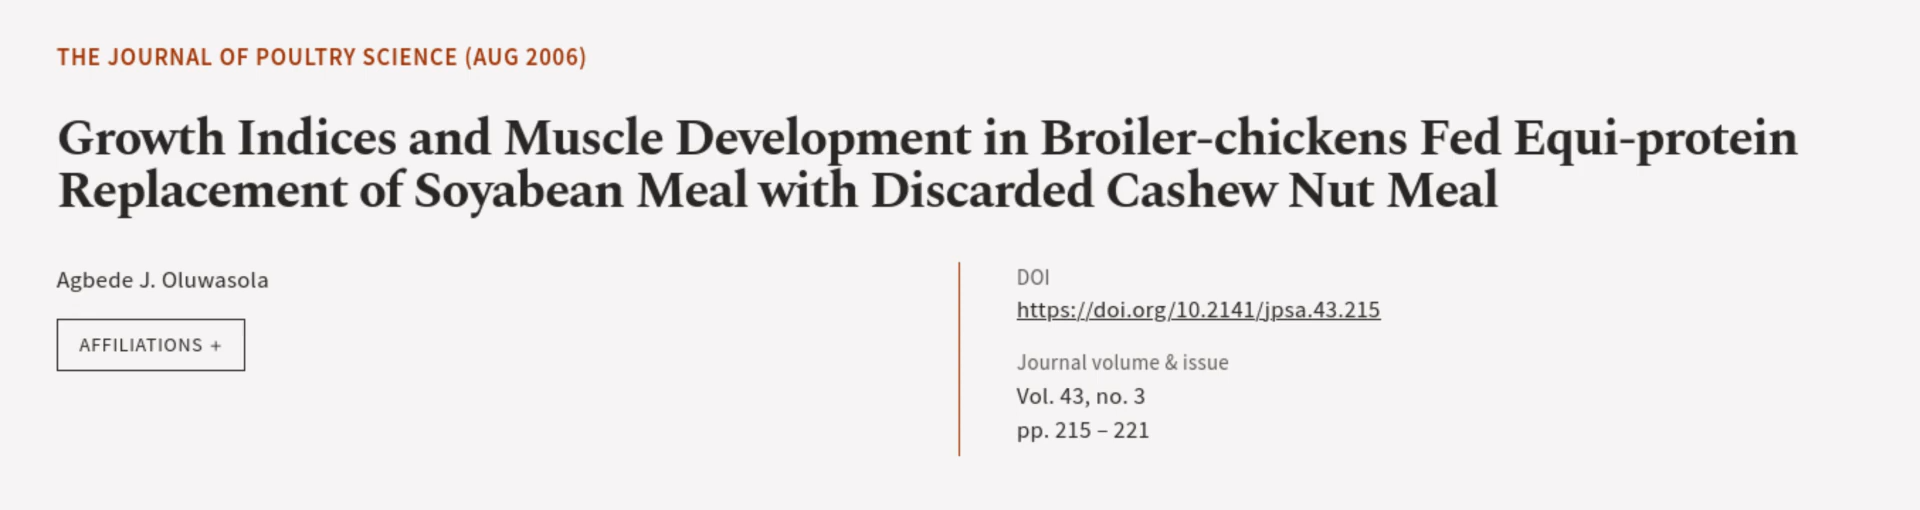 THE JOURNAL OF POULTRY SCIENCE (AUG 2006)
Growth Indices and Muscle Development in Broiler-chickens Fed Equi-protein
Replacement of Soyabean Meal with Discarded Cashew Nut Meal
Agbede J. Oluwasola
AFFILIATIONS +
DOI
https://doi.org/10.2141/jpsa.43.215
Journal volume & issue
Vol. 43, no. 3
pp. 215 – 221